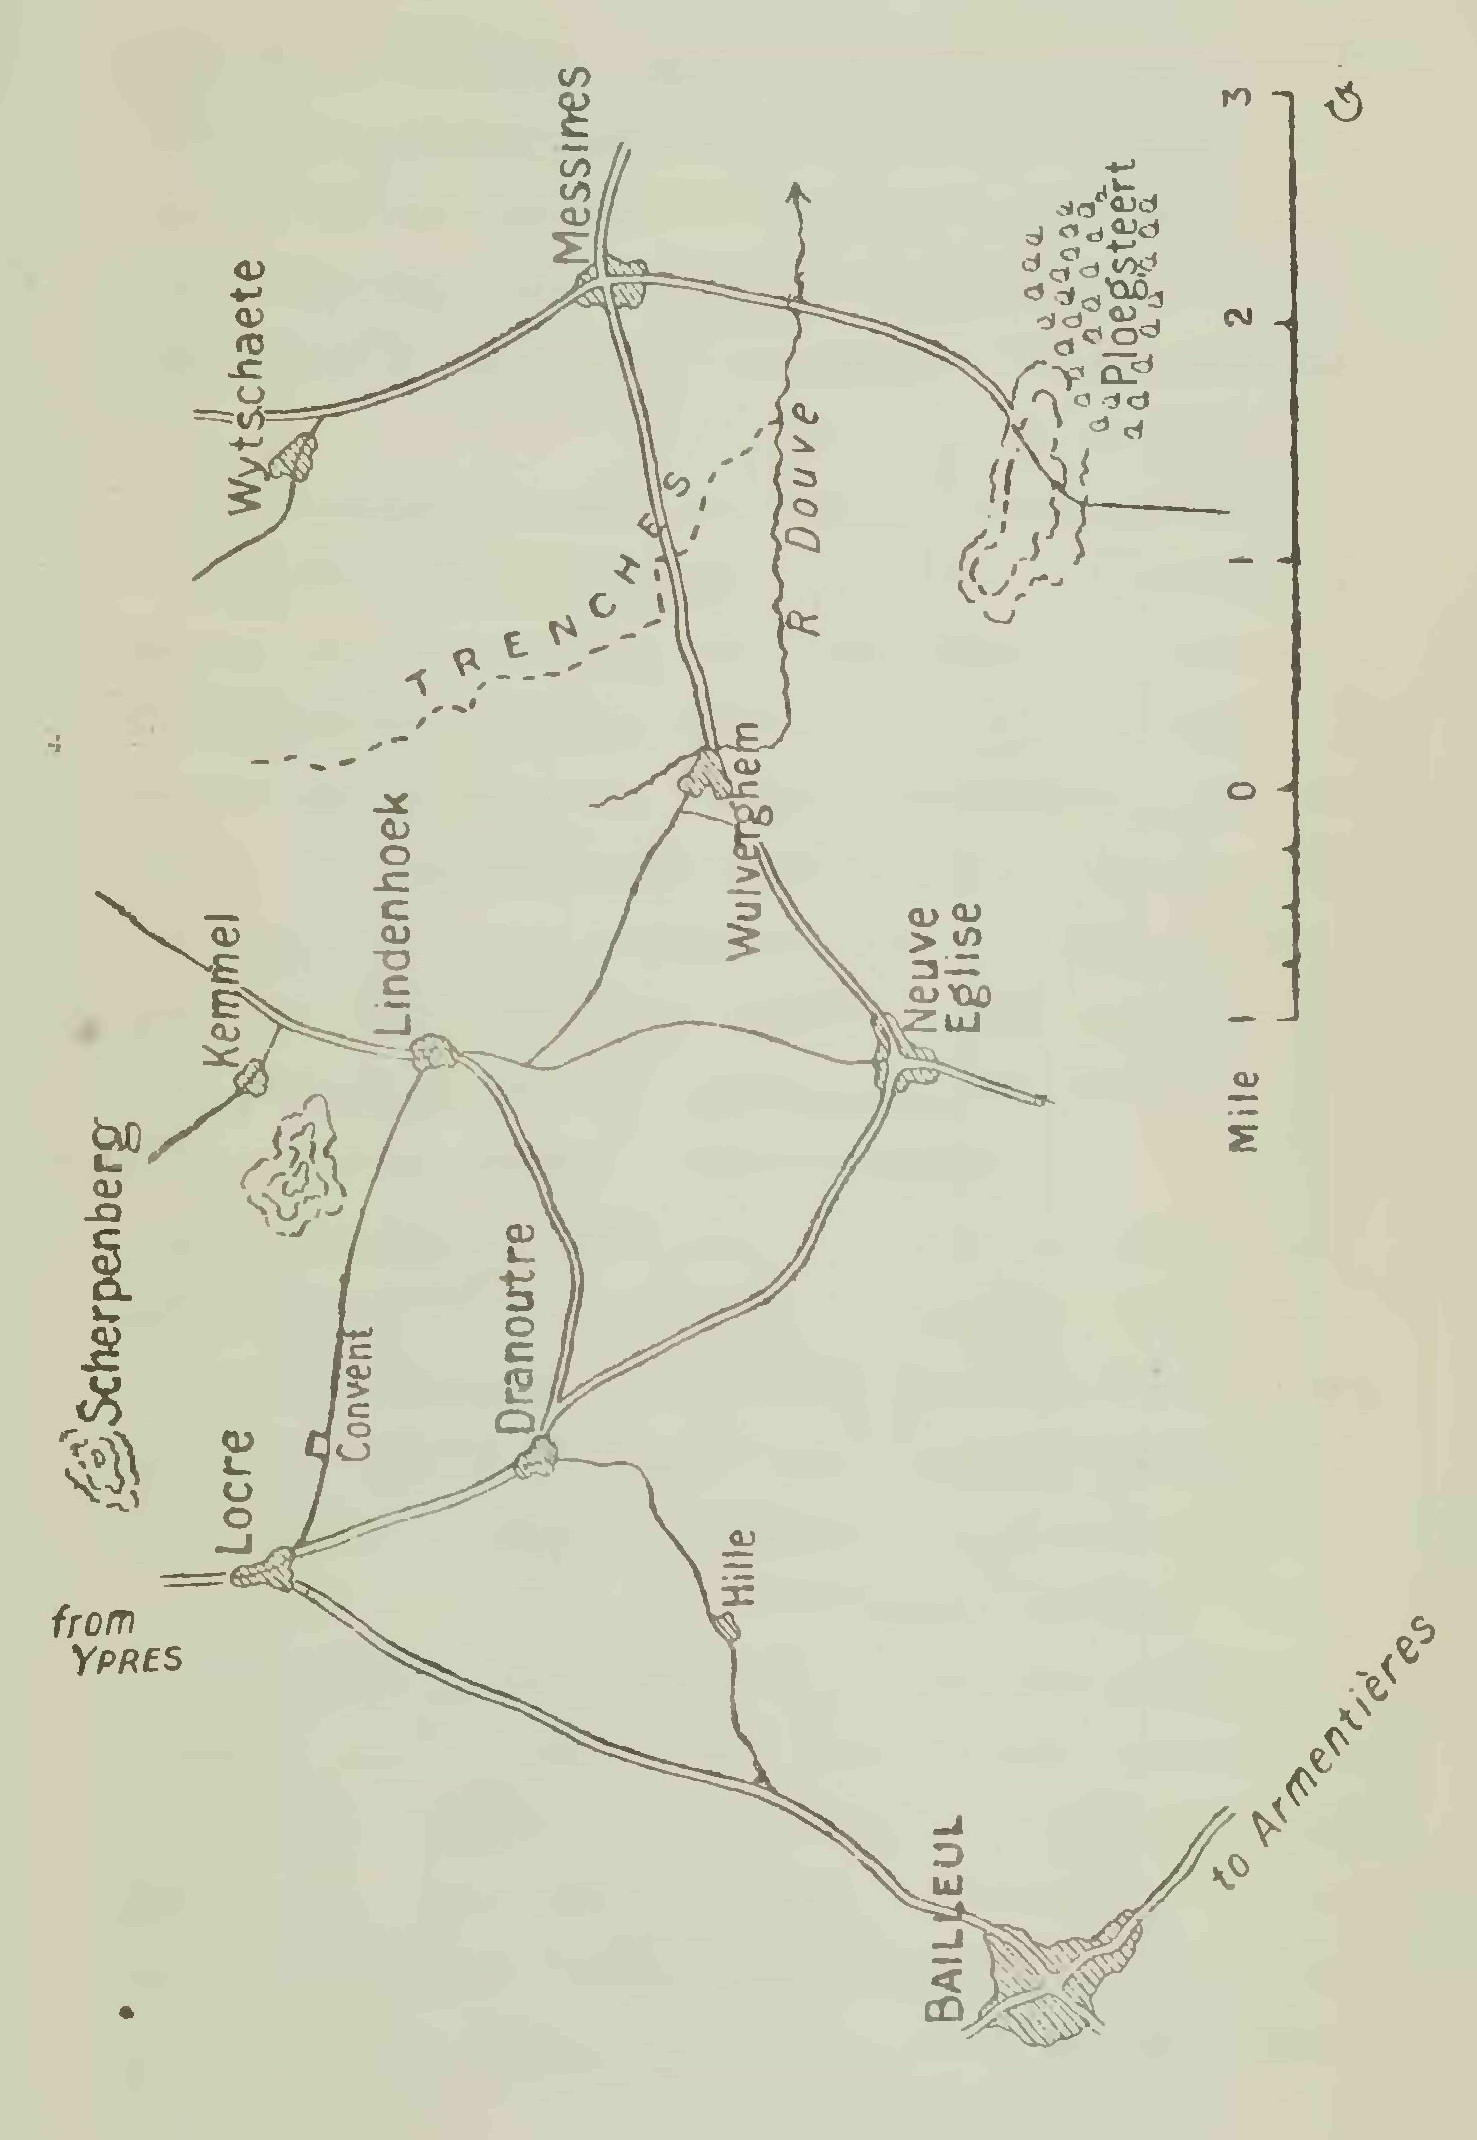 from
YPRES
Locre
Scherpenberg
Convent
Kemmel
Lindenhoek
Wytschaete
Messines
TRENCHES
Dranoutre
Hille
Wulverghem
R DOUVE
Neuve
Eglise
Ploegsteert
BAILLEUL
to Armentières
Mile 1 0 1 2 3